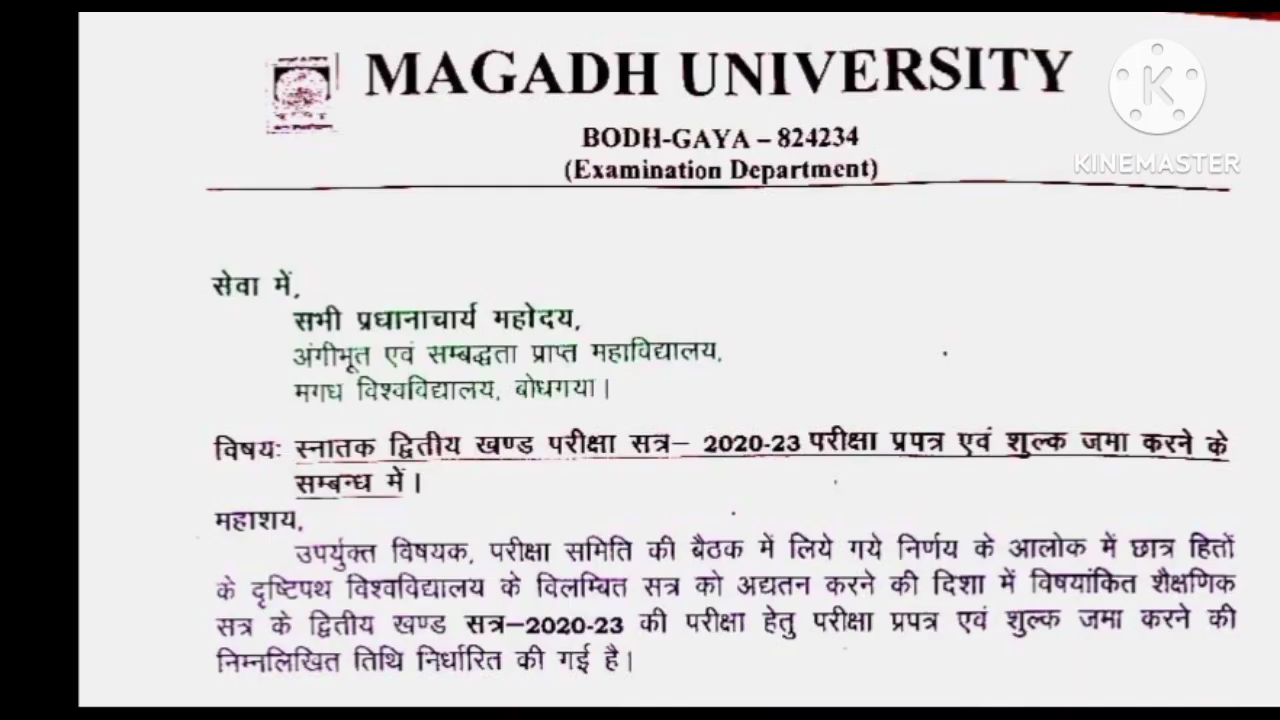 MAGADH UNIVERSITY
BODH-GAYA – 824234
(Examination Department)
K
KINEMASTER
सेवा में,
सभी प्रधानाचार्य महोदय,
अंगीभूत एवं सम्बद्धता प्राप्त महाविद्यालय,
मगध विश्वविद्यालय, बोधगया।
विषय: स्नातक द्वितीय खण्ड परीक्षा सत्र– 2020-23 परीक्षा प्रपत्र एवं शुल्क जमा करने के
सम्बन्ध में।
महाशय,
उपर्युक्त विषयक, परीक्षा समिति की बैठक में लिये गये निर्णय के आलोक में छात्र हितों
के दृष्टिपथ विश्वविद्यालय के विलम्बित सत्र को अद्यतन करने की दिशा में विषयांकित शैक्षणिक
सत्र के द्वितीय खण्ड सत्र–2020-23 की परीक्षा हेतु परीक्षा प्रपत्र एवं शुल्क जमा करने की
निम्नलिखित तिथि निर्धारित की गई है।